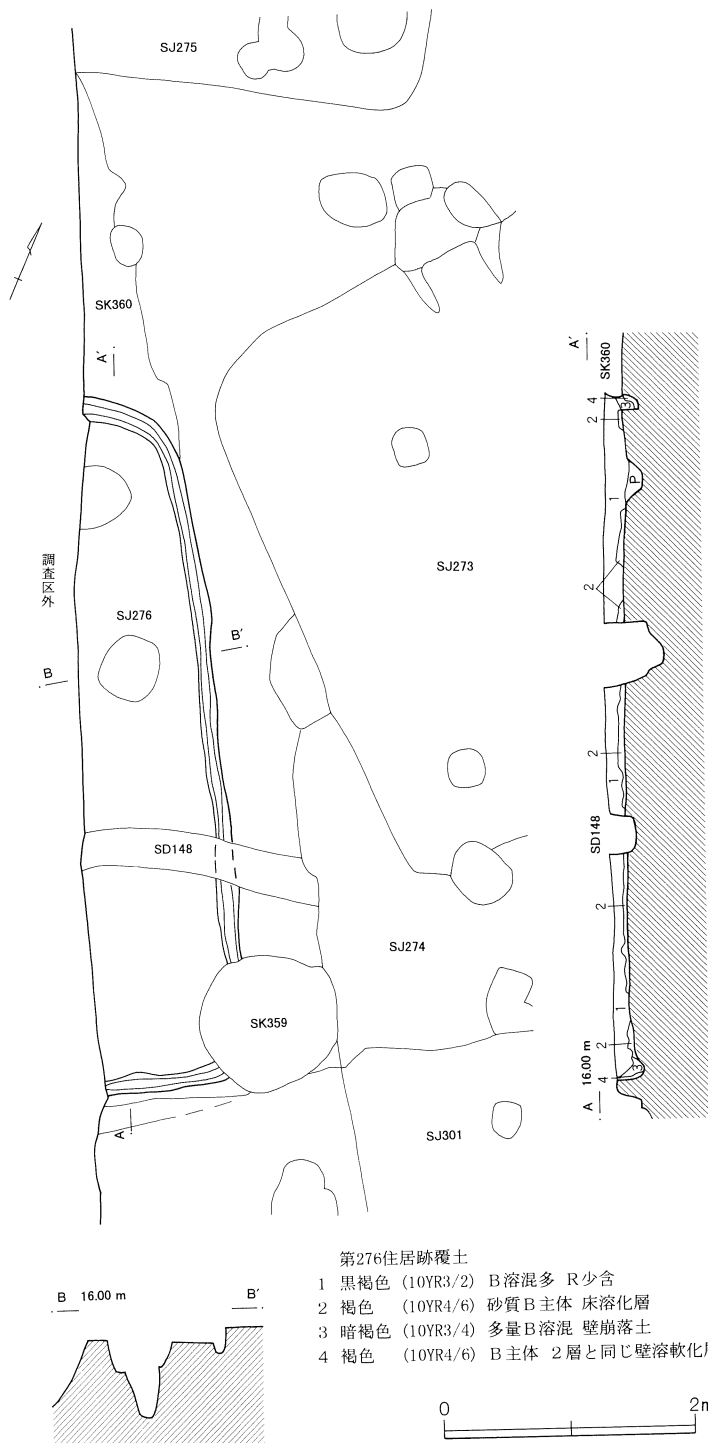 SJ275
SK360
A′
調査区外
SJ276
B′
B
SJ273
SD148
SJ274
SK359
A
SJ301
A′
SK360
4
3
2
P
1
2
2
1
SD148
2
1
2
3
4
16.00 m
A
B 16.00 m B′
第276住居跡覆土
1 黒褐色 (10YR3/2) B溶混多 R少含
2 褐色 (10YR4/6) 砂質B主体 床溶化層
3 暗褐色 (10YR3/4) 多量B溶混 壁崩落土
4 褐色 (10YR4/6) B主体 2層と同じ壁溶軟化
0 2m